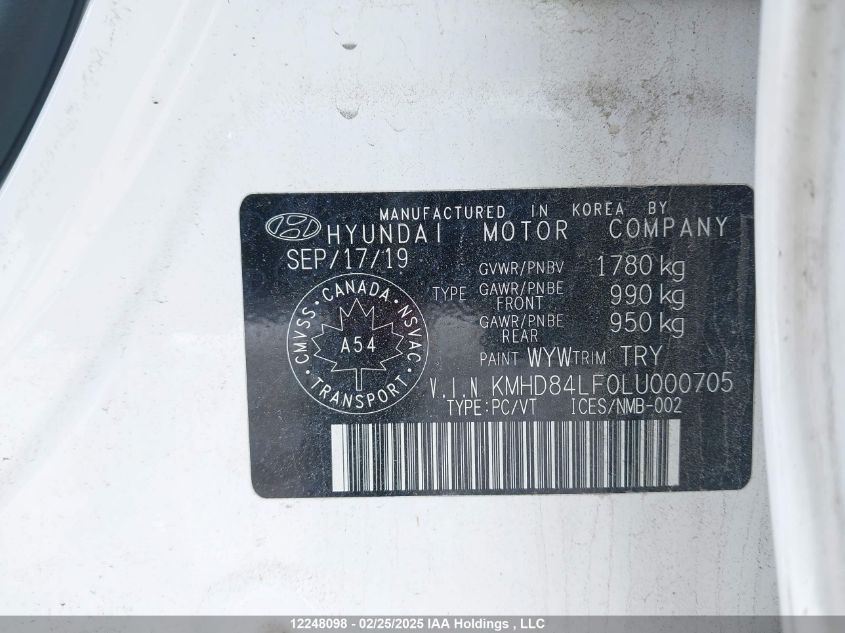 MANUFACTURED IN KOREA BY
HYUNDAI MOTOR COMPANY
SEP/17/19
GVWR/PNBV 1780 kg
TYPE GAWR/PNBE FRONT 990 kg
GAWR/PNBE REAR 950 kg
CMVSS · CANADA · NSVAC
A54
TRANSPORT
PAINT WYW TRIM TRY
V.I.N KMHD84LF0LU000705
TYPE:PC/VT ICES/NMB-002
12248098 - 02/25/2025 IAA Holdings , LLC